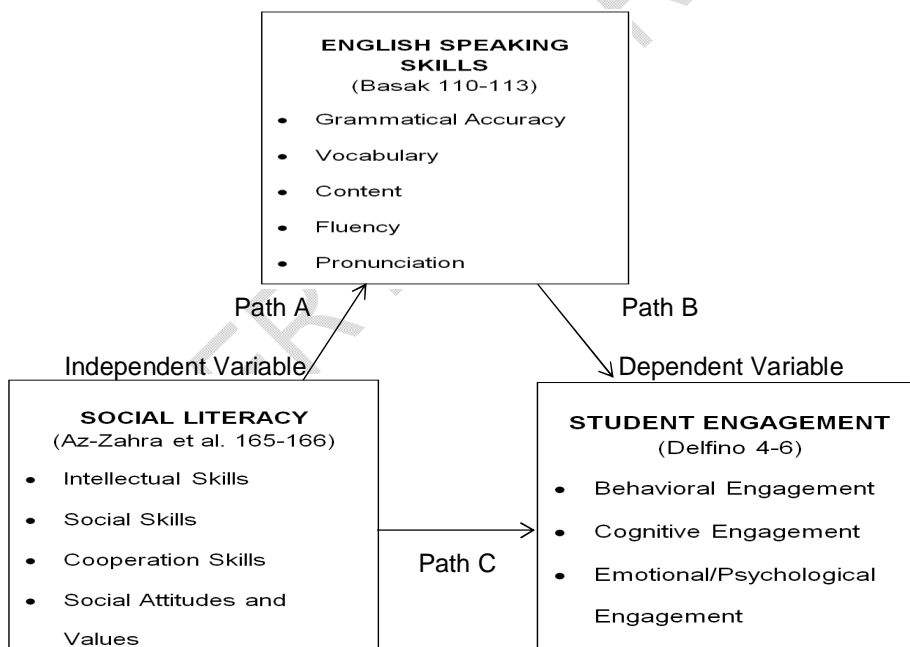 ENGLISH SPEAKING
SKILLS
(Basak 110-113)
• Grammatical Accuracy
• Vocabulary
• Content
• Fluency
• Pronunciation
Path A
Path B
Independent Variable
Dependent Variable
SOCIAL LITERACY
(Az-Zahra et al. 165-166)
• Intellectual Skills
• Social Skills
• Cooperation Skills
• Social Attitudes and
Values
Path C
STUDENT ENGAGEMENT
(Delfino 4-6)
• Behavioral Engagement
• Cognitive Engagement
• Emotional/Psychological
Engagement